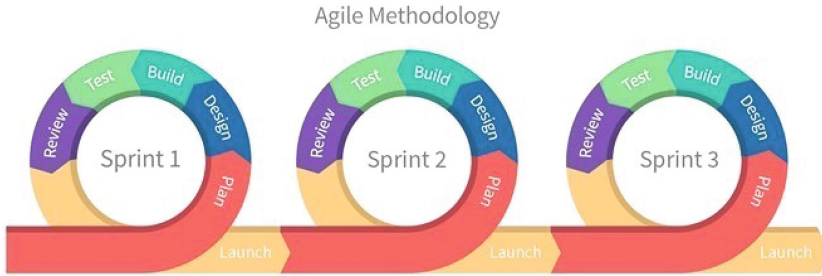 Agile Methodology
Review
Test
Build
Design
Plan
Sprint 1
Launch
Review
Test
Build
Design
Plan
Sprint 2
Launch
Review
Test
Build
Design
Plan
Sprint 3
Launch